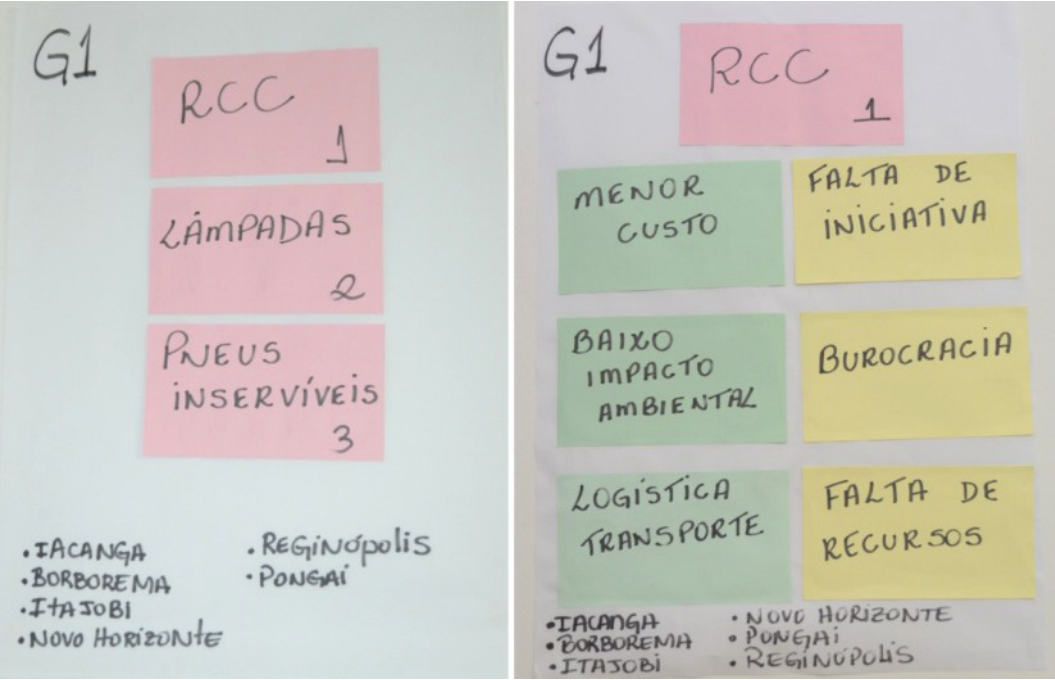 G1
RCC
1
LÂMPADAS
2
PNEUS
INSERVÍVEIS
3
• IACANGA
• BORBOREMA
• ITAJOBI
• NOVO HORIZONTE
• REGINÓPOLIS
• PONGAÍ
G1
RCC
1
MENOR
CUSTO
FALTA DE
INICIATIVA
BAIXO
IMPACTO
AMBIENTAL
BUROCRACIA
LOGÍSTICA
TRANSPORTE
FALTA DE
RECURSOS
• IACANGA
• BORBOREMA
• ITAJOBI
• NOVO HORIZONTE
• PONGAÍ
• REGINÓPOLIS